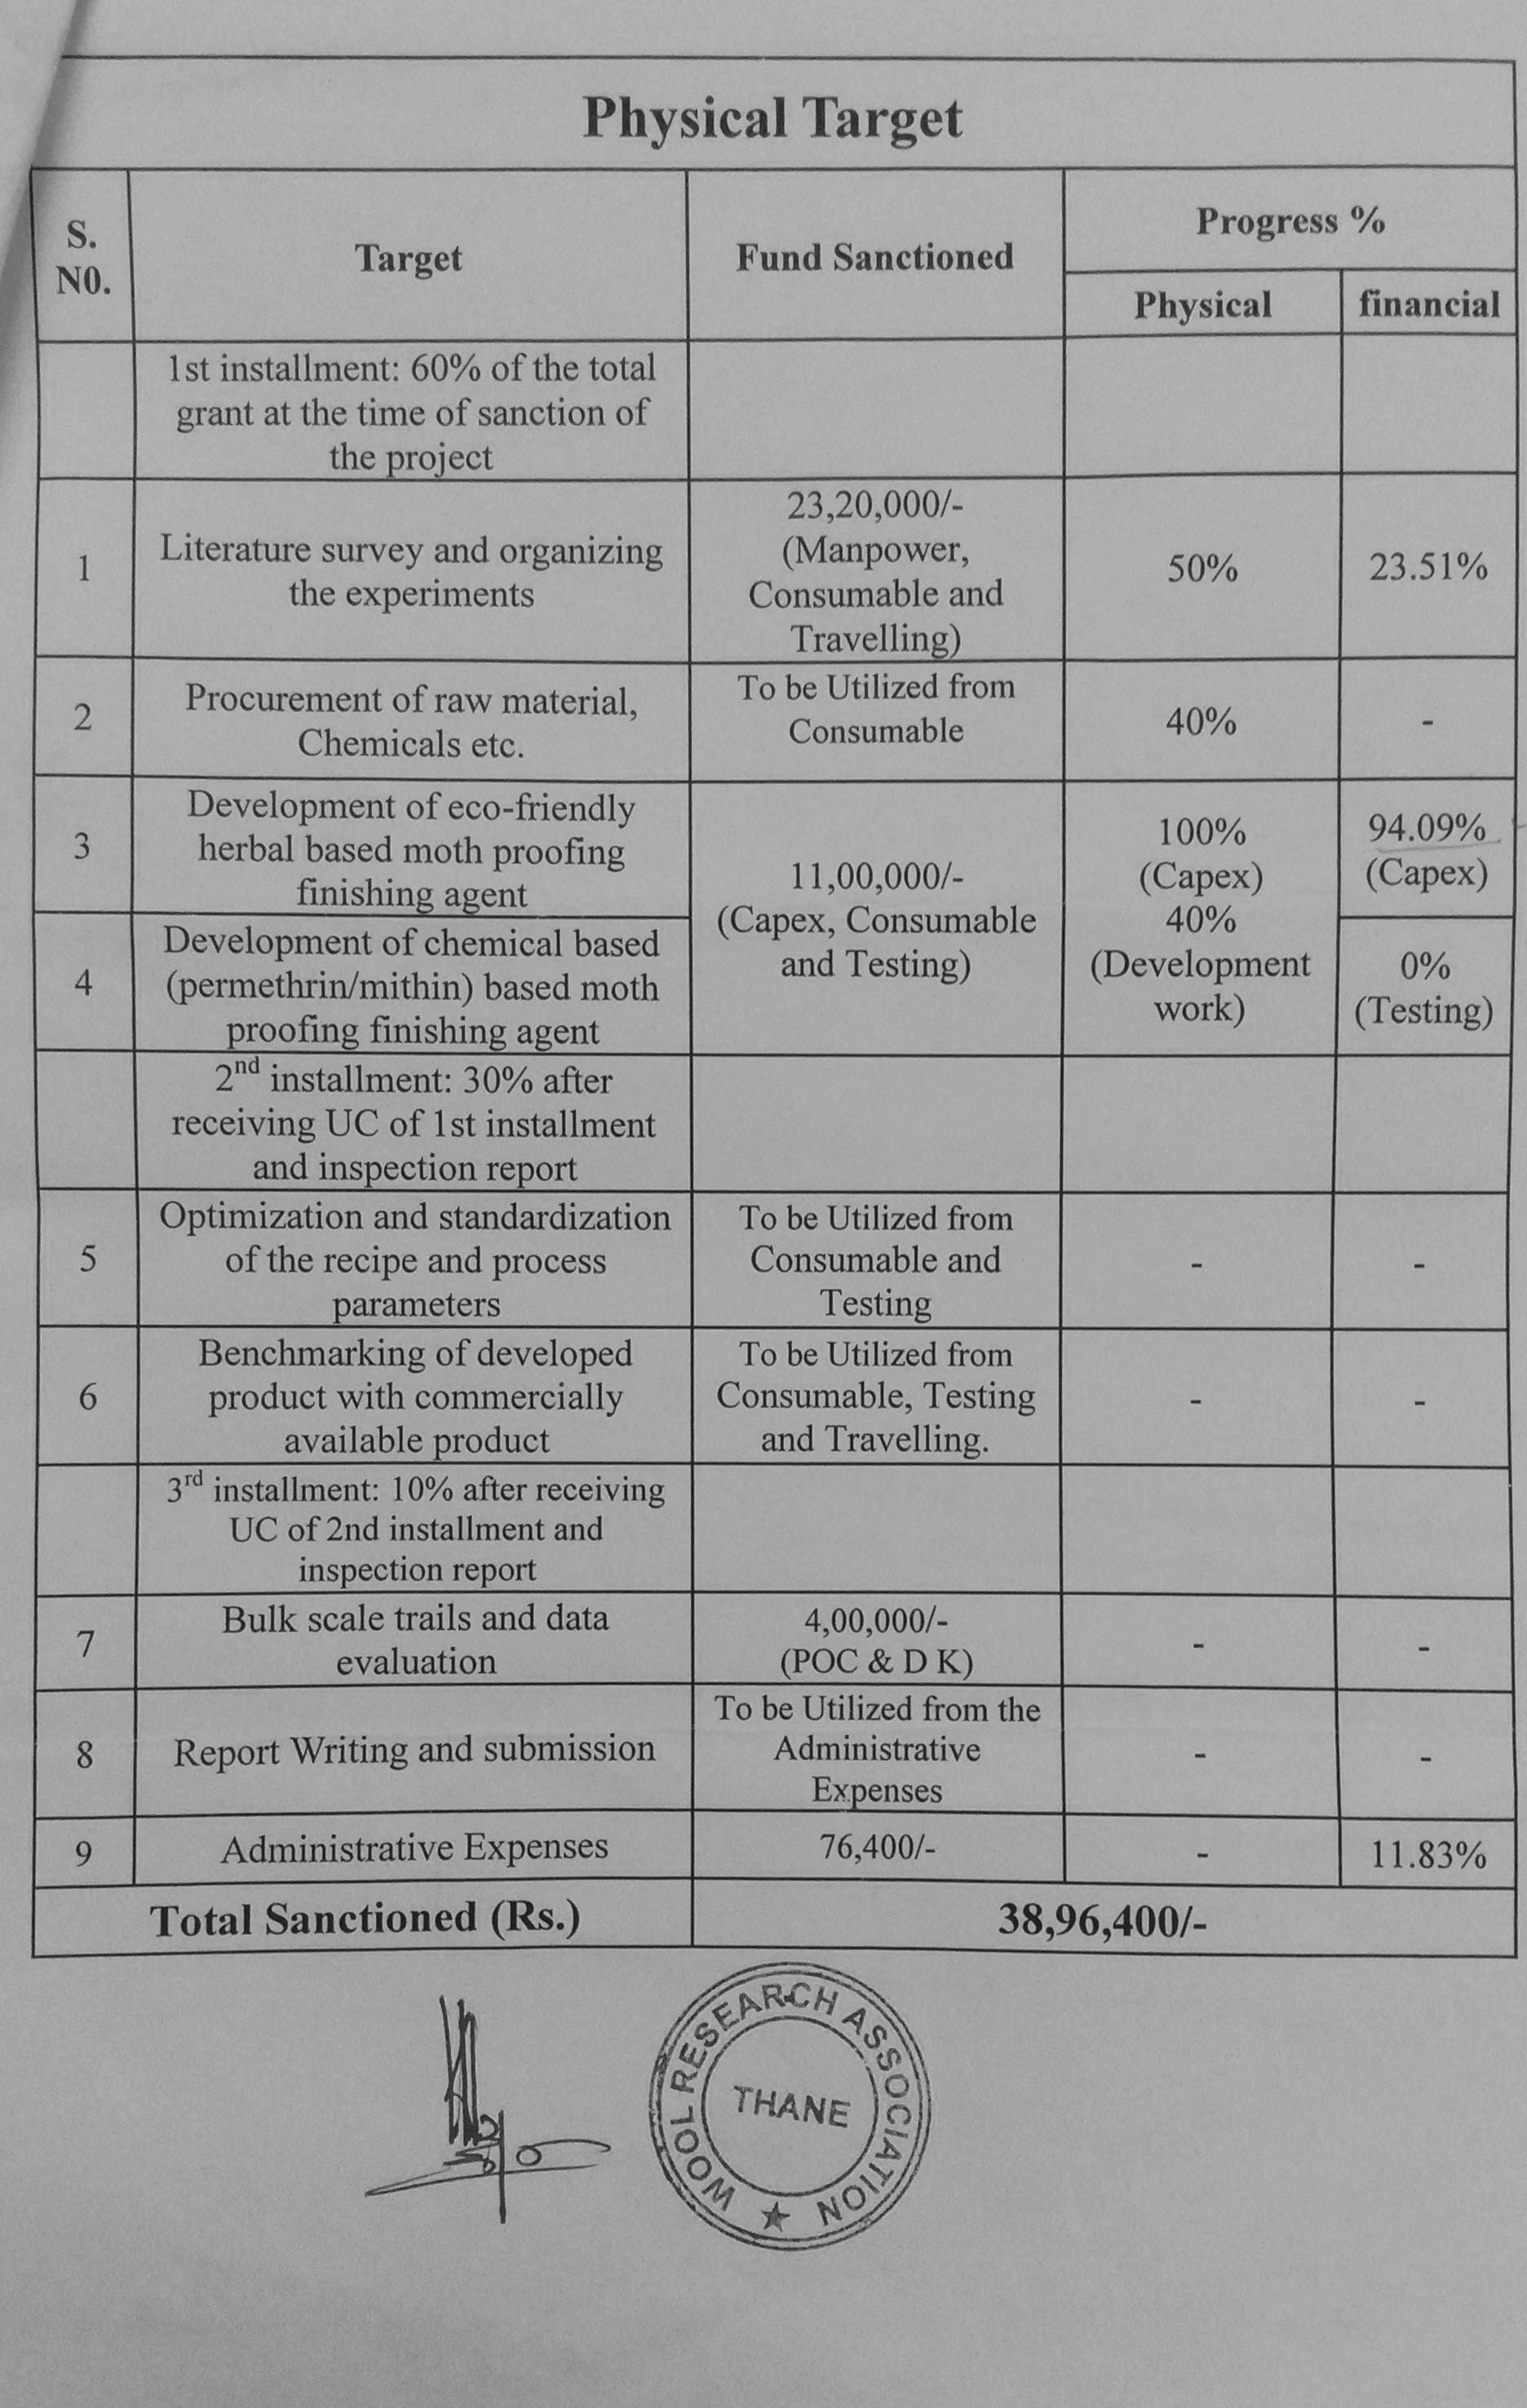 Physical Target
S.
N0.
Target
Fund Sanctioned
Progress %
Physical
financial
1st installment: 60% of the total
grant at the time of sanction of
the project
1
Literature survey and organizing
the experiments
23,20,000/-
(Manpower,
Consumable and
Travelling)
50%
23.51%
2
Procurement of raw material,
Chemicals etc.
To be Utilized from
Consumable
40%
-
3
Development of eco-friendly
herbal based moth proofing
finishing agent
11,00,000/-
(Capex, Consumable
and Testing)
100%
(Capex)
40%
(Development
work)
94.09%
(Capex)
4
Development of chemical based
(permethrin/mithin) based moth
proofing finishing agent
0%
(Testing)
2nd installment: 30% after
receiving UC of 1st installment
and inspection report
5
Optimization and standardization
of the recipe and process
parameters
To be Utilized from
Consumable and
Testing
-
-
6
Benchmarking of developed
product with commercially
available product
To be Utilized from
Consumable, Testing
and Travelling.
-
-
3rd installment: 10% after receiving
UC of 2nd installment and
inspection report
7
Bulk scale trails and data
evaluation
4,00,000/-
(POC & D K)
-
-
8
Report Writing and submission
To be Utilized from the
Administrative
Expenses
-
-
9
Administrative Expenses
76,400/-
-
11.83%
Total Sanctioned (Rs.)
38,96,400/-
WOOL RESEARCH ASSOCIATION
THANE